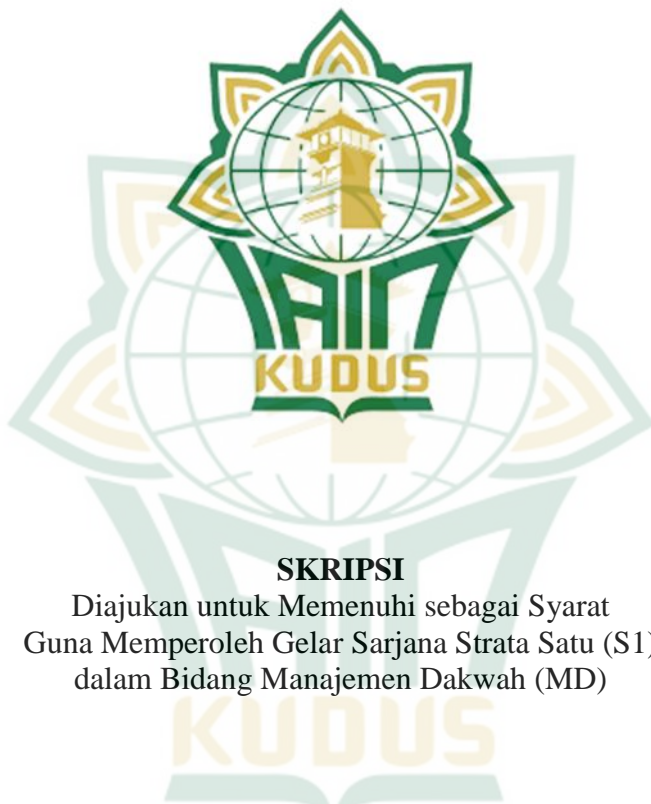 IAIN
KUDUS
SKRIPSI
Diajukan untuk Memenuhi sebagai Syarat
Guna Memperoleh Gelar Sarjana Strata Satu (S1)
dalam Bidang Manajemen Dakwah (MD)
KUDUS